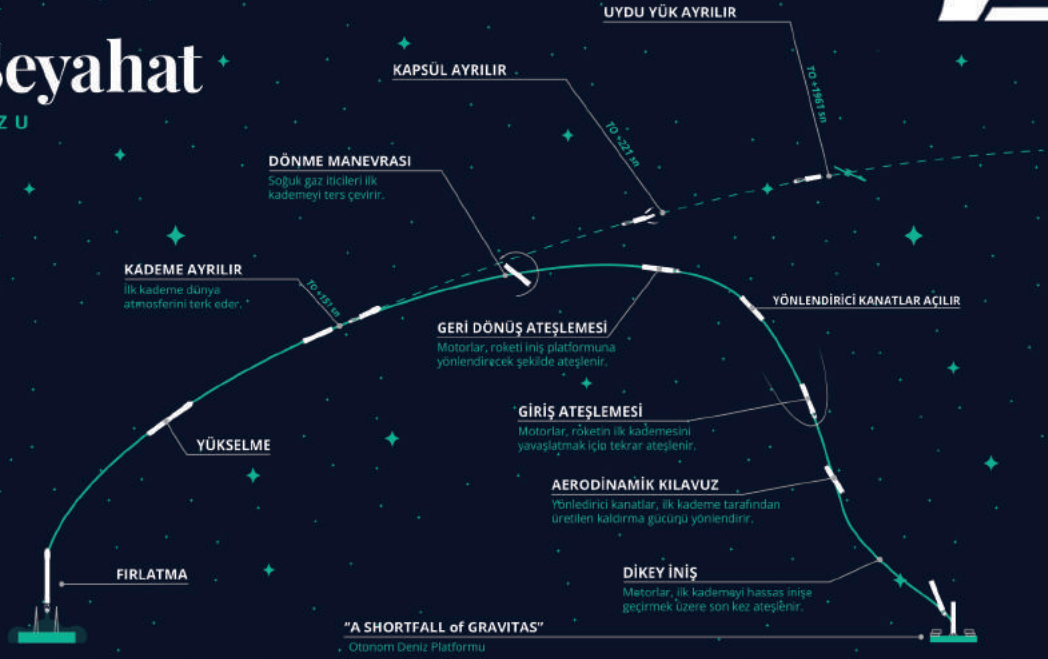 Seyahat
ZU
UYDU YÜK AYRILIR
T0 +1961 sn
KAPSÜL AYRILIR
T0 +221 sn
DÖNME MANEVRASI
Soğuk gaz iticileri ilk
kademeyi ters çevirir.
KADEME AYRILIR
İlk kademe dünya
atmosferini terk eder.
T0 +151 sn
YÖNLENDİRİCİ KANATLAR AÇILIR
GERİ DÖNÜŞ ATEŞLEMESİ
Motorlar, roketi iniş platformuna
yönlendirecek şekilde ateşlenir.
GİRİŞ ATEŞLEMESİ
Motorlar, roketin ilk kademesini
yavaşlatmak için tekrar ateşlenir.
YÜKSELME
AERODİNAMİK KILAVUZ
Yönledirici kanatlar, ilk kademe tarafından
üretilen kaldırma gücünü yönlendirir.
FIRLATMA
DİKEY İNİŞ
Motorlar, ilk kademeyi hassas inişe
geçirmek üzere son kez ateşlenir.
"A SHORTFALL of GRAVITAS"
Otonom Deniz Platformu